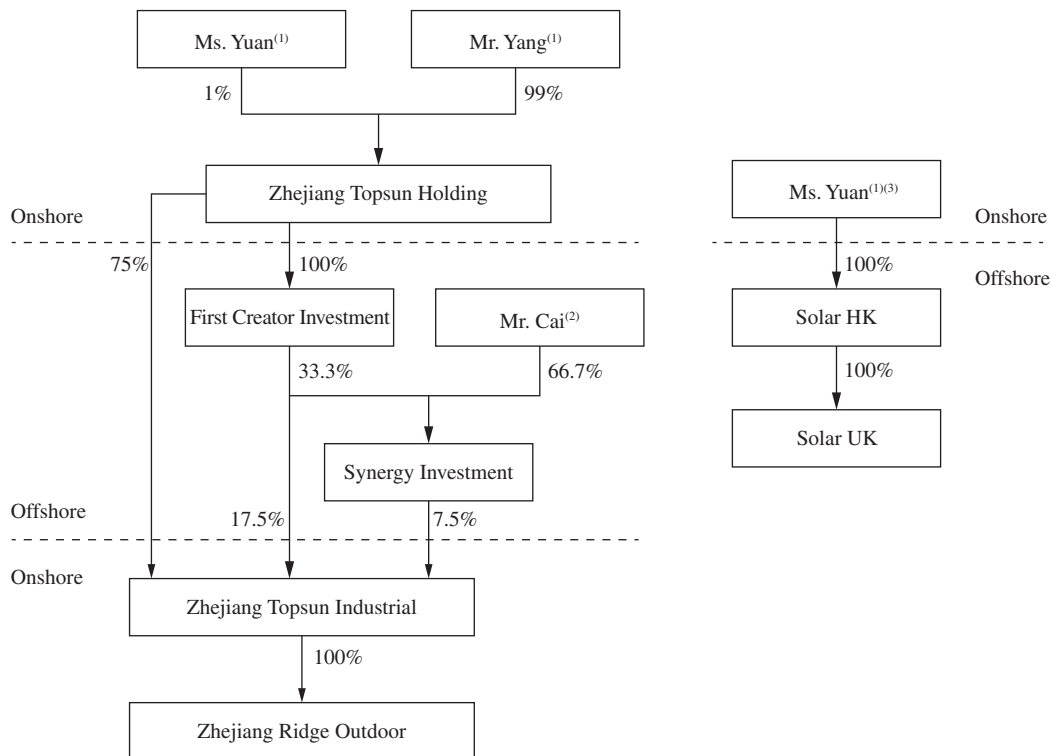 Ms. Yuan(1)
Mr. Yang(1)
1%
99%
Zhejiang Topsun Holding
Ms. Yuan(1)(3)
Onshore
Onshore
75%
100%
100%
Offshore
First Creator Investment
Mr. Cai(2)
Solar HK
33.3%
66.7%
100%
Solar UK
Synergy Investment
Offshore
17.5%
7.5%
Onshore
Zhejiang Topsun Industrial
100%
Zhejiang Ridge Outdoor